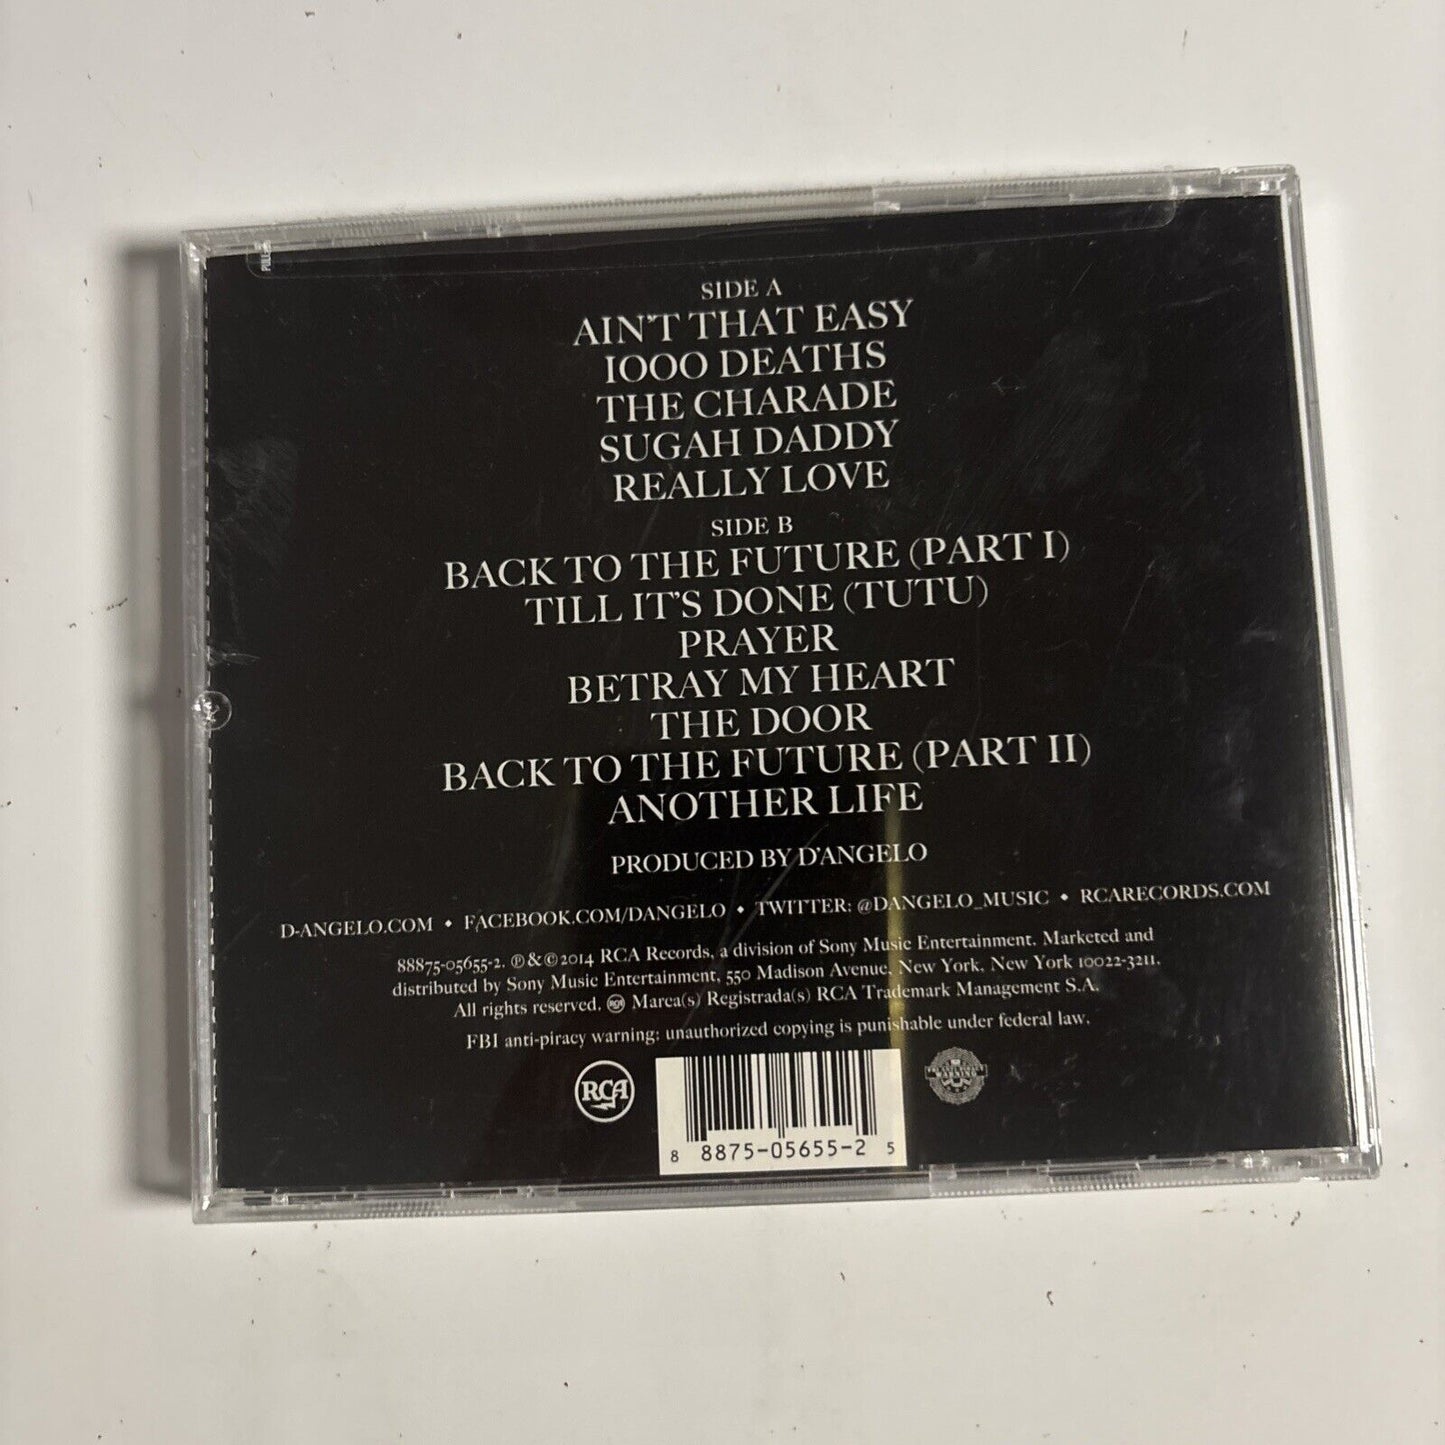 SIDE A
AIN'T THAT EASY
1000 DEATHS
THE CHARADE
SUGAH DADDY
REALLY LOVE
SIDE B
BACK TO THE FUTURE (PART I)
TILL IT'S DONE (TUTU)
PRAYER
BETRAY MY HEART
THE DOOR
BACK TO THE FUTURE (PART II)
ANOTHER LIFE
PRODUCED BY D'ANGELO
D-ANGELO.COM • FACEBOOK.COM/DANGELO • TWITTER: @DANGELO_MUSIC • RCARECORDS.COM
88875-05655-2. ℗ & © 2014 RCA Records, a division of Sony Music Entertainment. Marketed and
distributed by Sony Music Entertainment, 550 Madison Avenue, New York, New York 10022-3211.
All rights reserved. RCA Marca(s) Registrada(s) RCA Trademark Management S.A.
FBI anti-piracy warning: unauthorized copying is punishable under federal law.
RCA
8 8875-05655-2 5
WARNING